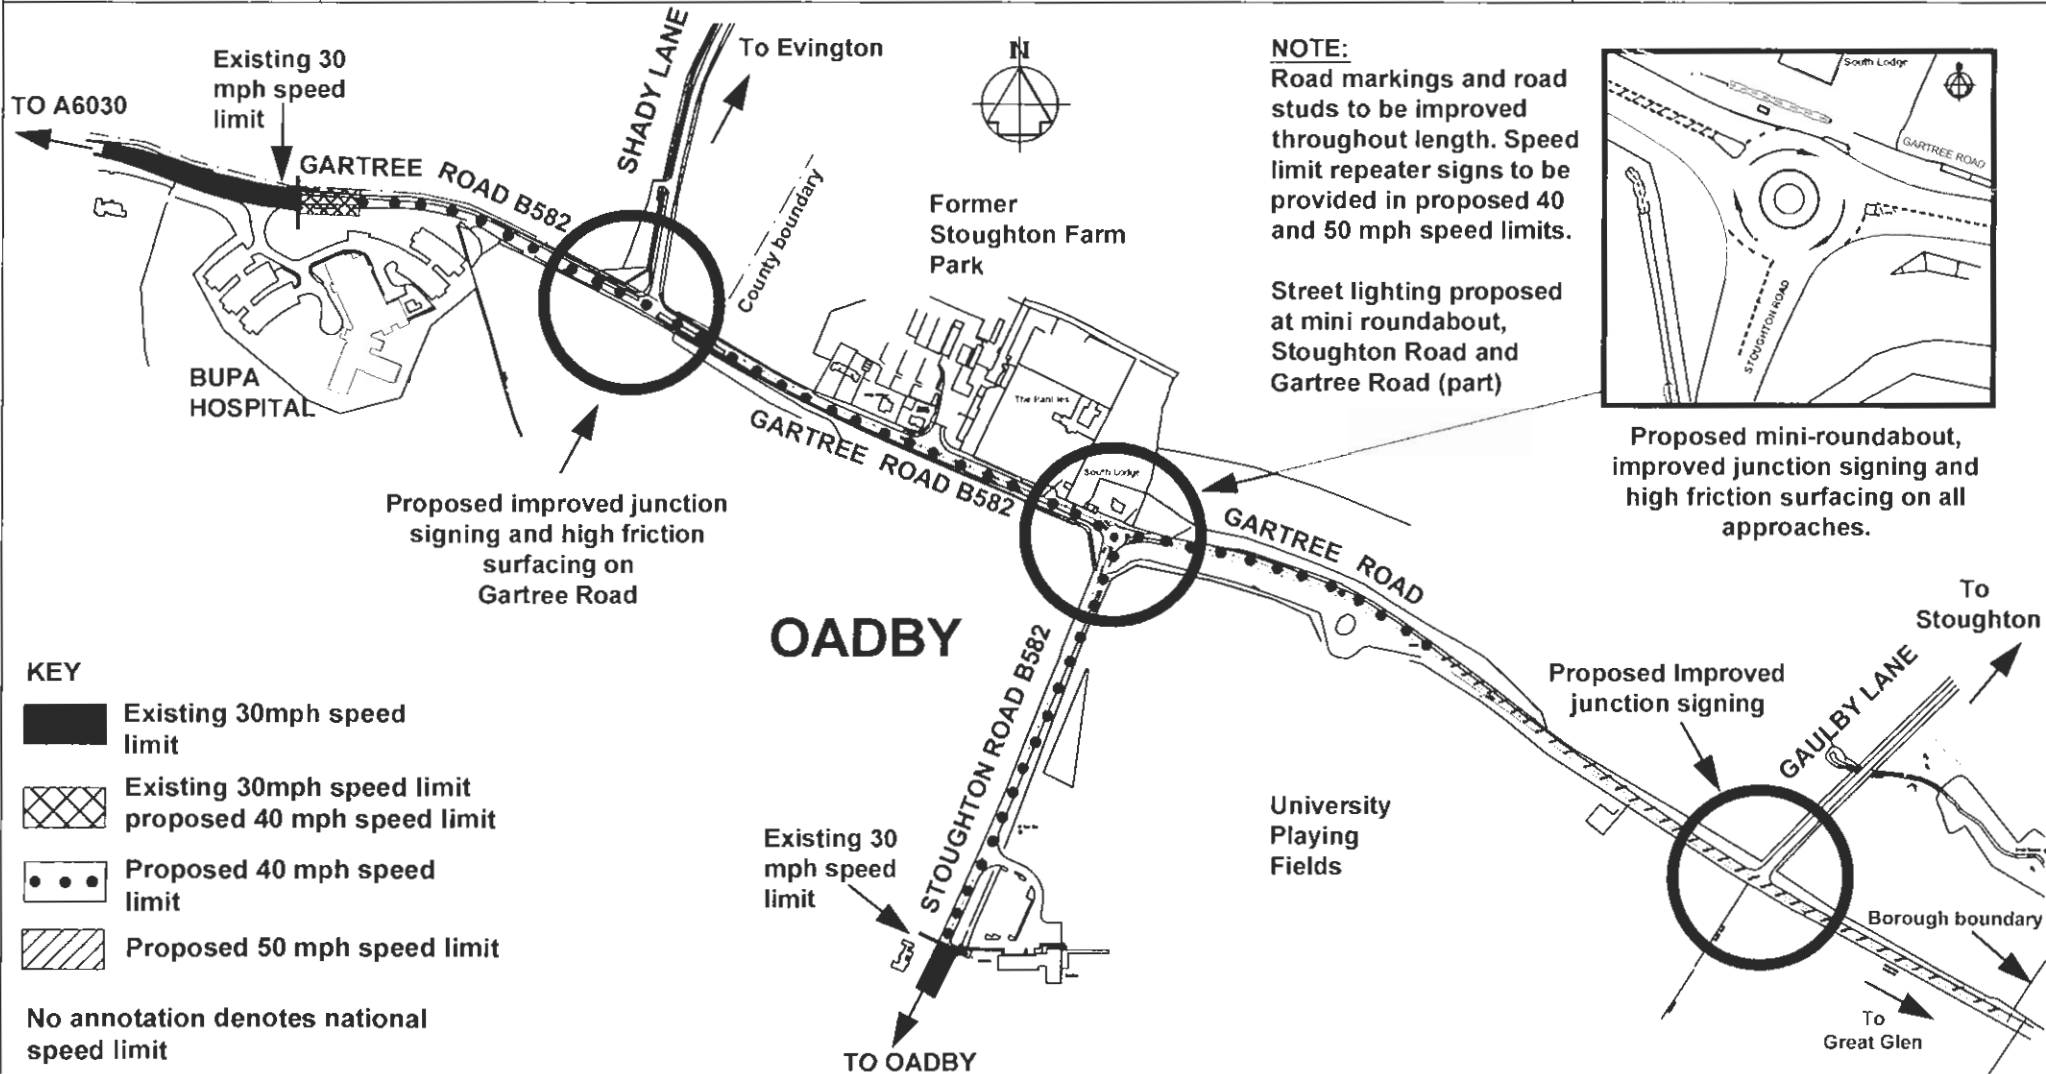 Existing 30
mph speed
limit
TO A6030
SHADY LANE
To Evington
N
NOTE:
Road markings and road
studs to be improved
throughout length. Speed
limit repeater signs to be
provided in proposed 40
and 50 mph speed limits.
Street lighting proposed
at mini roundabout,
Stoughton Road and
Gartree Road (part)
South Lodge
GARTREE ROAD
STOUGHTON ROAD
Proposed mini-roundabout,
improved junction signing and
high friction surfacing on all
approaches.
GARTREE ROAD B582
County boundary
Former
Stoughton Farm
Park
BUPA
HOSPITAL
The
South Lodge
GARTREE ROAD B582
GARTREE ROAD
Proposed improved junction
signing and high friction
surfacing on
Gartree Road
OADBY
STOUGHTON ROAD B582
To
Stoughton
GAULBY LANE
Proposed Improved
junction signing
University
Playing
Fields
Existing 30
mph speed
limit
Borough boundary
To
Great Glen
TO OADBY
KEY
Existing 30mph speed
limit
Existing 30mph speed limit
proposed 40 mph speed limit
Proposed 40 mph speed
limit
Proposed 50 mph speed limit
No annotation denotes national
speed limit